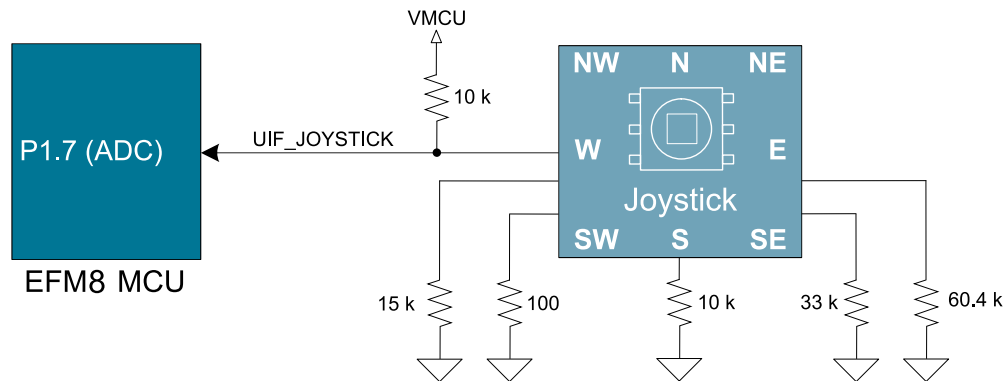 VMCU
10 k
UIF_JOYSTICK
P1.7 (ADC)
EFM8 MCU
NW N NE
W E
Joystick
SW S SE
15 k
100
10 k
33 k
60.4 k